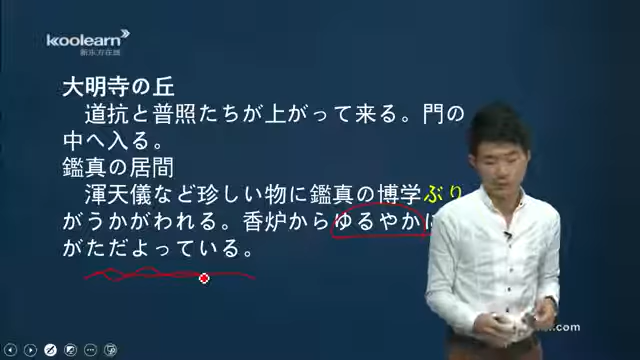 koolearn
新东方在线
大明寺の丘
道抗と普照たちが上がって来る。門の
中へ入る。
鑑真の居間
渾天儀など珍しい物に鑑真の博学ぶり
がうかがわれる。香炉からゆるやか
がただよっている。
.com